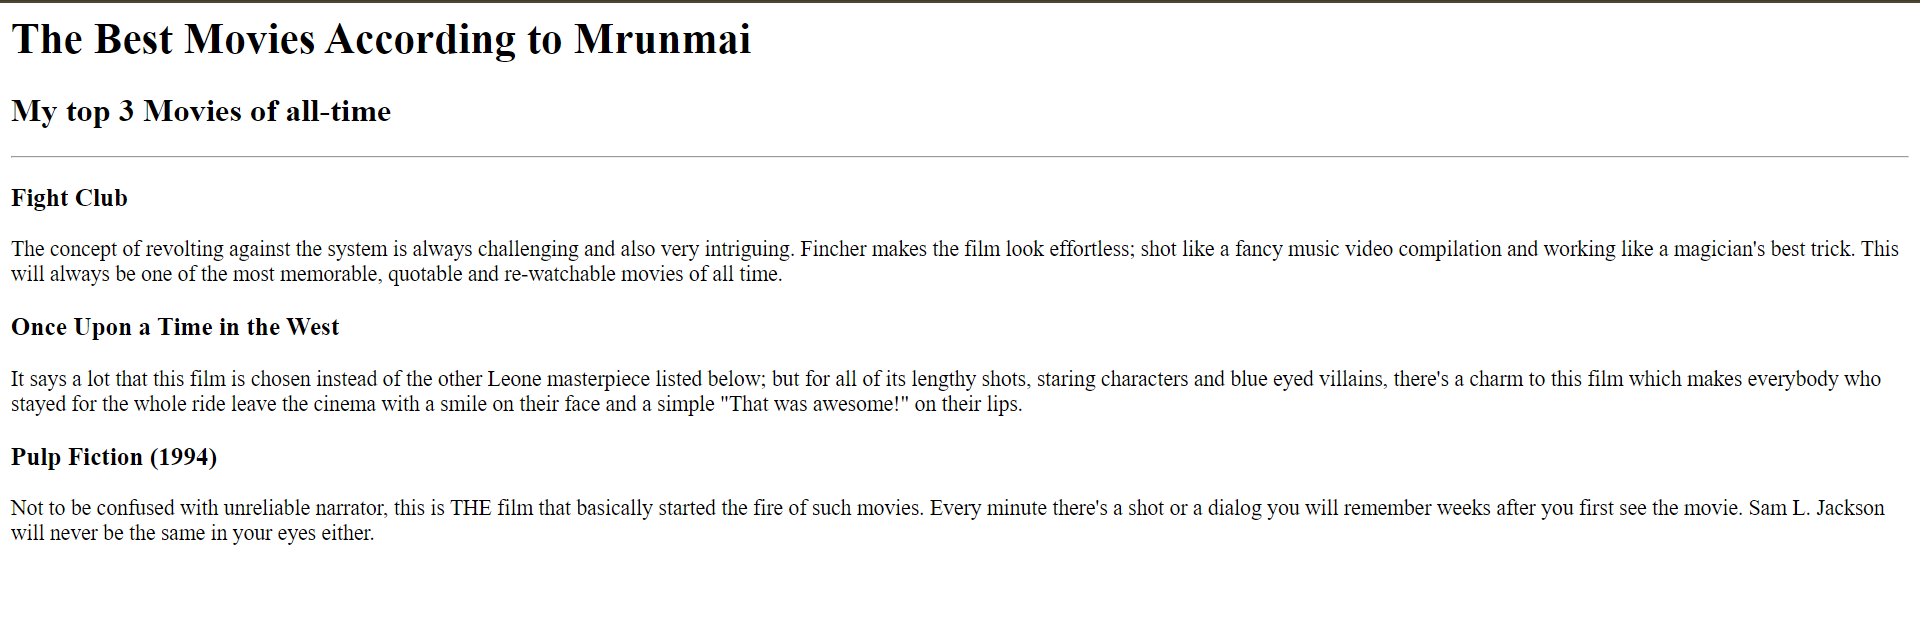 The Best Movies According to Mrunmai
My top 3 Movies of all-time
Fight Club
The concept of revolting against the system is always challenging and also very intriguing. Fincher makes the film look effortless; shot like a fancy music video compilation and working like a magician's best trick. This
will always be one of the most memorable, quotable and re-watchable movies of all time.
Once Upon a Time in the West
It says a lot that this film is chosen instead of the other Leone masterpiece listed below; but for all of its lengthy shots, staring characters and blue eyed villains, there's a charm to this film which makes everybody who
stayed for the whole ride leave the cinema with a smile on their face and a simple "That was awesome!" on their lips.
Pulp Fiction (1994)
Not to be confused with unreliable narrator, this is THE film that basically started the fire of such movies. Every minute there's a shot or a dialog you will remember weeks after you first see the movie. Sam L. Jackson
will never be the same in your eyes either.